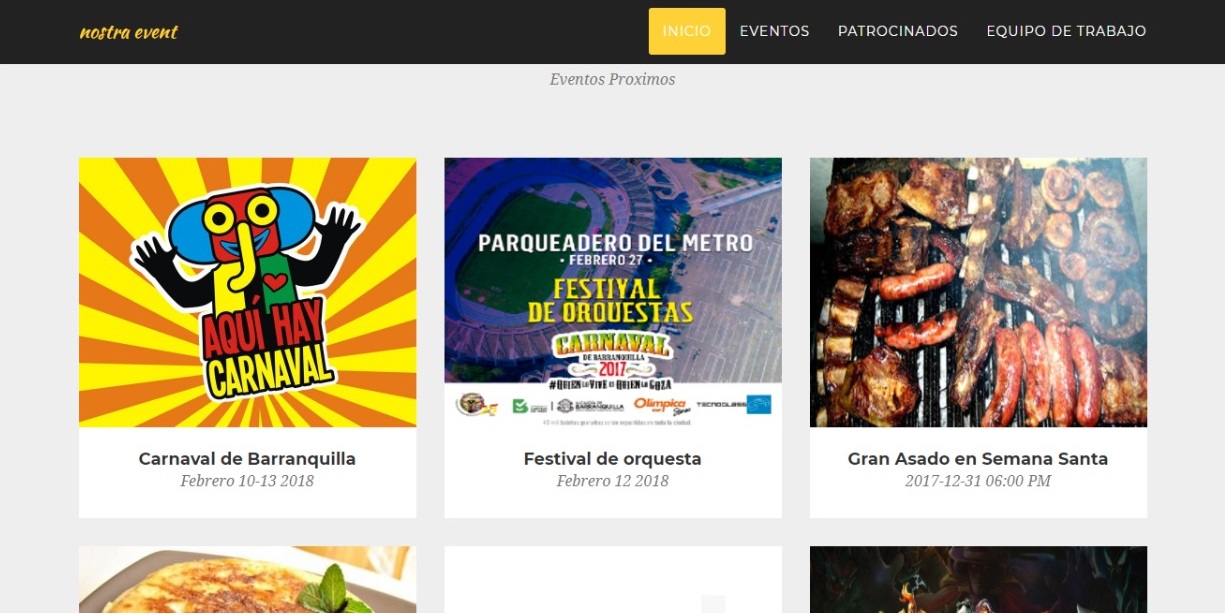 nostra event
INICIO
EVENTOS
PATROCINADOS
EQUIPO DE TRABAJO
Eventos Proximos
AQUÍ HAY
CARNAVAL
PARQUEADERO DEL METRO
• FEBRERO 27 •
FESTIVAL
DE ORQUESTAS
CARNAVAL
DE BARRANQUILLA
2017
#QUIEN LO VIVE ES QUIEN LO GOZA
BARRANQUILLA
Olimpica
TECNOGLASS
Carnaval de Barranquilla
Febrero 10-13 2018
Festival de orquesta
Febrero 12 2018
Gran Asado en Semana Santa
2017-12-31 06:00 PM